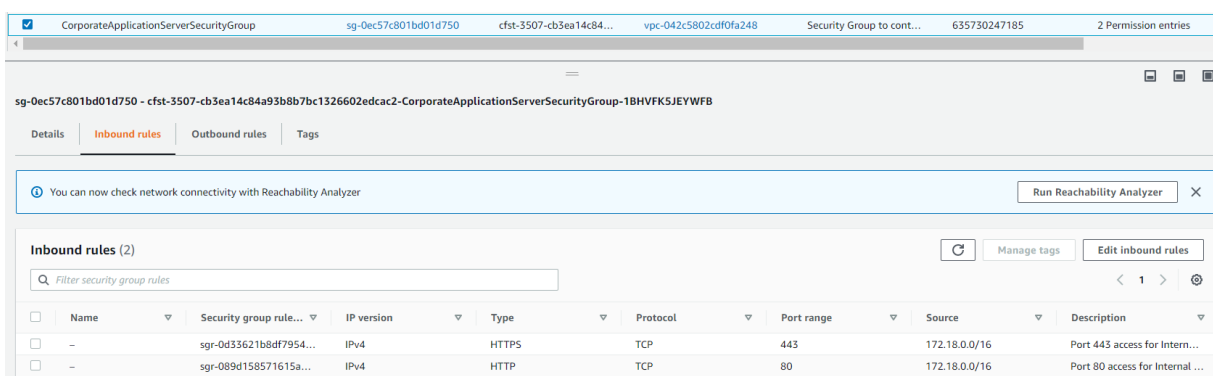 CorporateApplicationServerSecurityGroup sg-0ec57c801bd01d750 cfst-3507-cb3ea14c84... vpc-042c5802cdf0fa248 Security Group to cont... 635730247185 2 Permission entries
sg-0ec57c801bd01d750 - cfst-3507-cb3ea14c84a93b8b7bc1326602edcac2-CorporateApplicationServerSecurityGroup-1BHVFK5JEYWFB
Details Inbound rules Outbound rules Tags
You can now check network connectivity with Reachability Analyzer Run Reachability Analyzer
Inbound rules (2) Manage tags Edit inbound rules
Filter security group rules 1
Name Security group rule... IP version Type Protocol Port range Source Description
– sgr-0d33621b8df7954... IPv4 HTTPS TCP 443 172.18.0.0/16 Port 443 access for Intern...
– sgr-089d158571615a... IPv4 HTTP TCP 80 172.18.0.0/16 Port 80 access for Internal ...